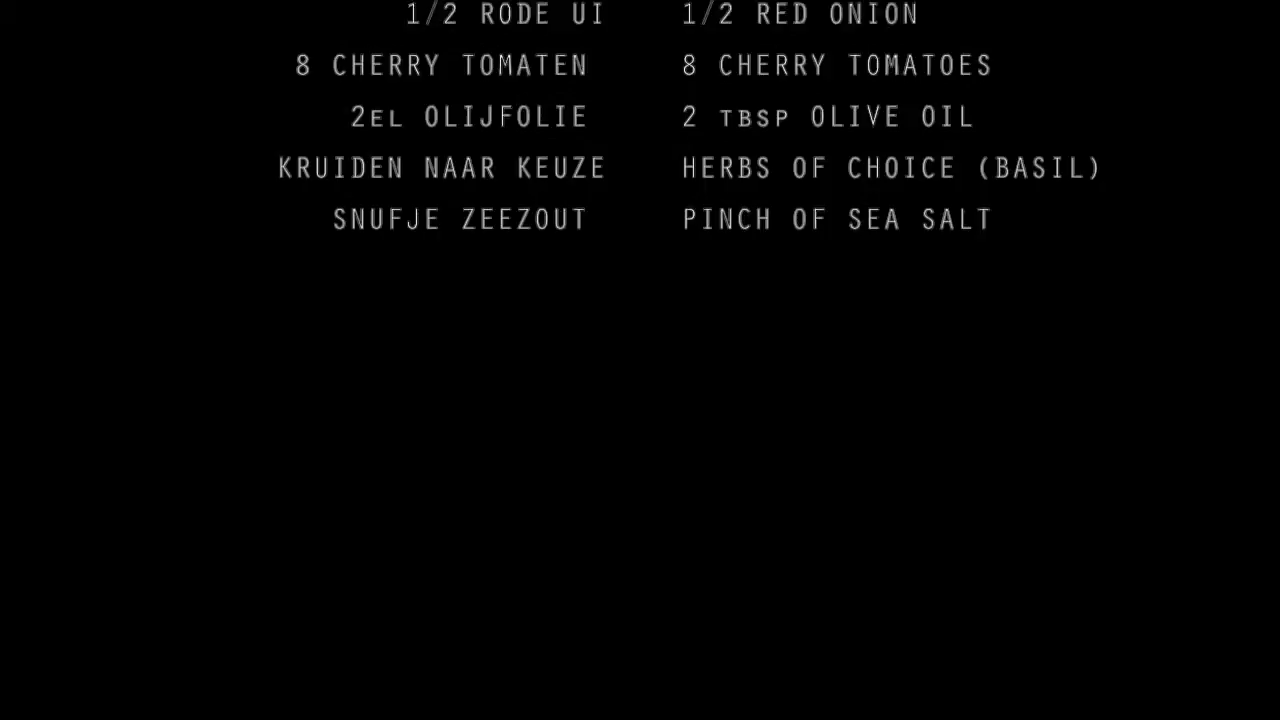 1/2 RODE UI 1/2 RED ONION
8 CHERRY TOMATEN 8 CHERRY TOMATOES
2EL OLIJFOLIE 2 TBSP OLIVE OIL
KRUIDEN NAAR KEUZE HERBS OF CHOICE (BASIL)
SNUFJE ZEEZOUT PINCH OF SEA SALT